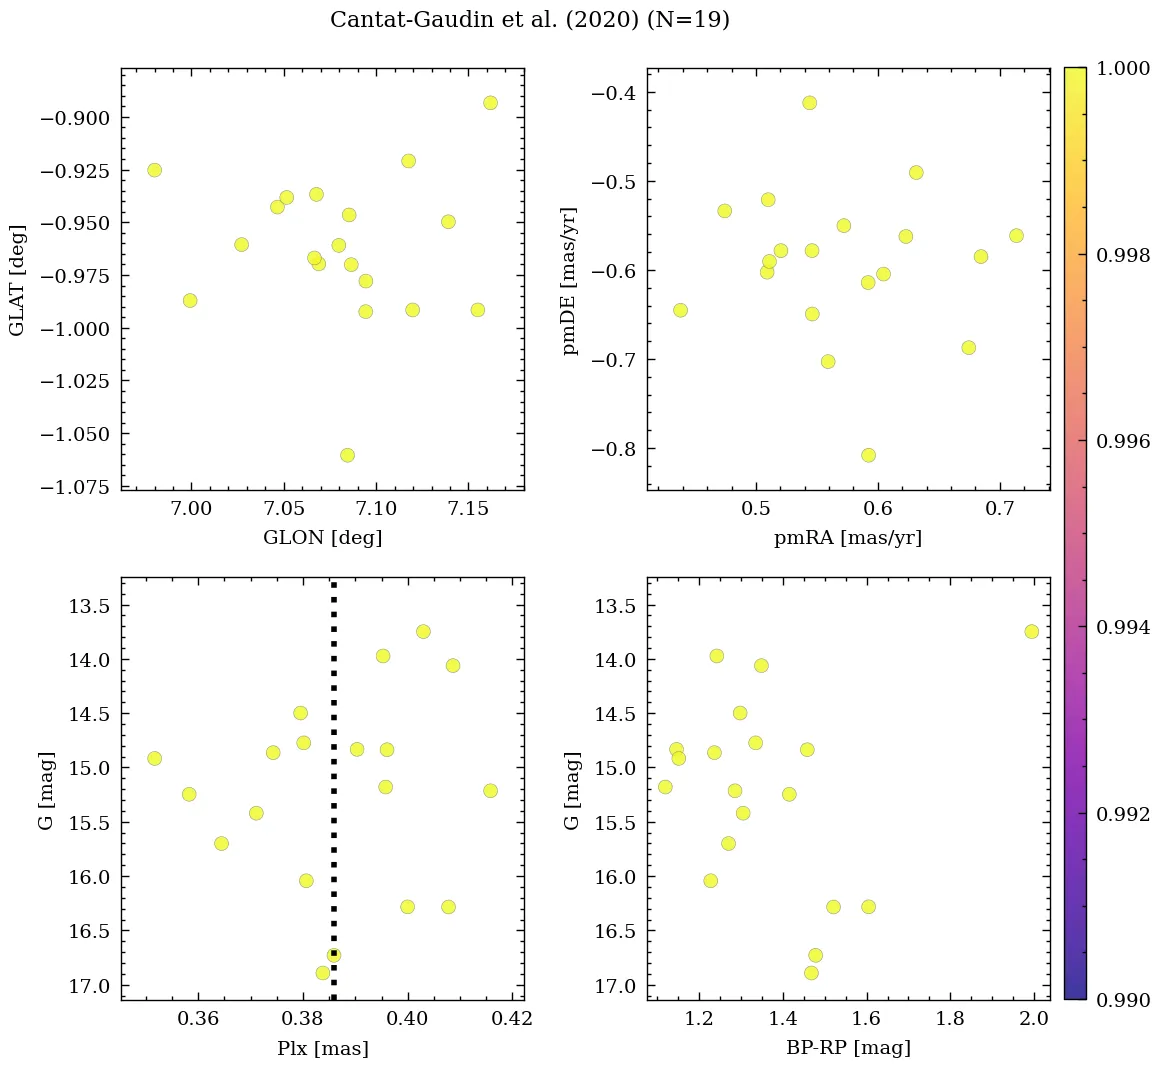 Cantat-Gaudin et al. (2020) (N=19)
−0.900
−0.925
−0.950
−0.975
−1.000
−1.025
−1.050
−1.075
GLAT [deg]
7.00 7.05 7.10 7.15
GLON [deg]
−0.4
−0.5
−0.6
−0.7
−0.8
pmDE [mas/yr]
0.5 0.6 0.7
pmRA [mas/yr]
13.5
14.0
14.5
15.0
15.5
16.0
16.5
17.0
G [mag]
0.36 0.38 0.40 0.42
Plx [mas]
13.5
14.0
14.5
15.0
15.5
16.0
16.5
17.0
G [mag]
1.2 1.4 1.6 1.8 2.0
BP-RP [mag]
1.000
0.998
0.996
0.994
0.992
0.990